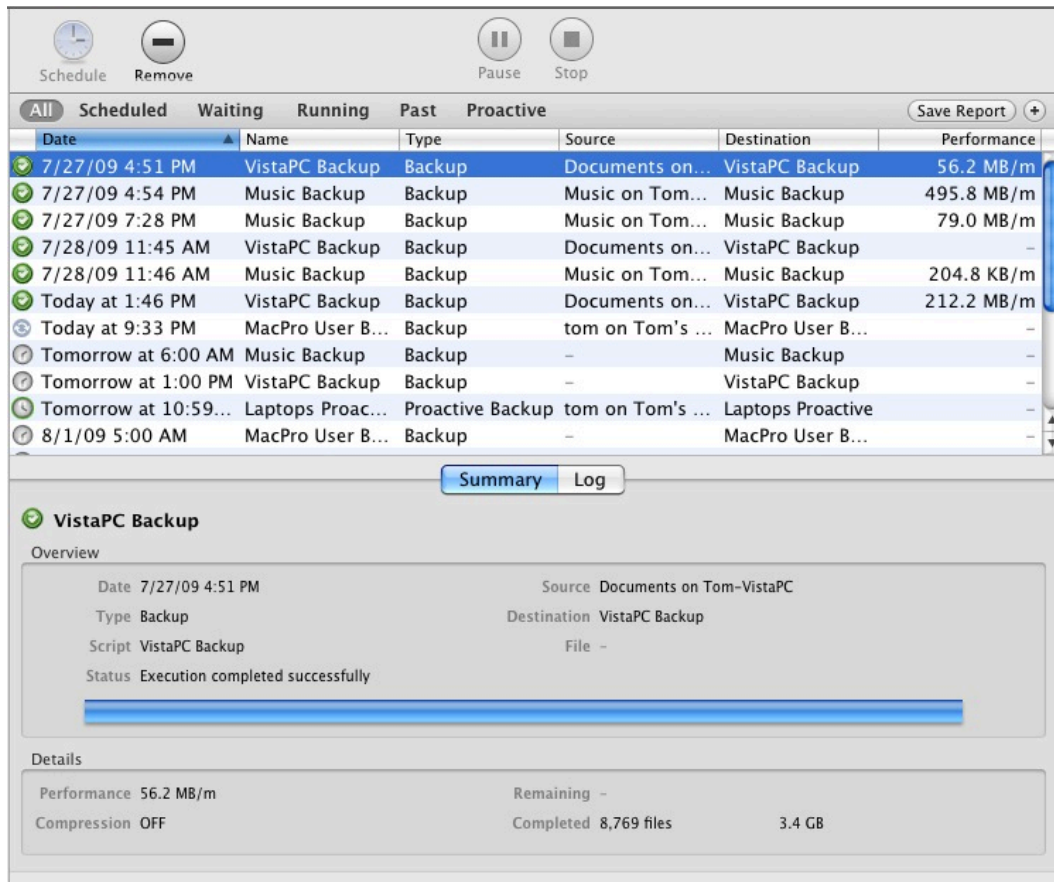 Schedule Remove Pause Stop
All Scheduled Waiting Running Past Proactive Save Report +
Date Name Type Source Destination Performance
7/27/09 4:51 PM VistaPC Backup Backup Documents on... VistaPC Backup 56.2 MB/m
7/27/09 4:54 PM Music Backup Backup Music on Tom... Music Backup 495.8 MB/m
7/27/09 7:28 PM Music Backup Backup Music on Tom... Music Backup 79.0 MB/m
7/28/09 11:45 AM VistaPC Backup Backup Documents on... VistaPC Backup –
7/28/09 11:46 AM Music Backup Backup Music on Tom... Music Backup 204.8 KB/m
Today at 1:46 PM VistaPC Backup Backup Documents on... VistaPC Backup 212.2 MB/m
Today at 9:33 PM MacPro User B... Backup tom on Tom's ... MacPro User B... –
Tomorrow at 6:00 AM Music Backup Backup – Music Backup –
Tomorrow at 1:00 PM VistaPC Backup Backup – VistaPC Backup –
Tomorrow at 10:59... Laptops Proac... Proactive Backup tom on Tom's ... Laptops Proactive –
8/1/09 5:00 AM MacPro User B... Backup – MacPro User B... –
Summary Log
VistaPC Backup
Overview
Date 7/27/09 4:51 PM Source Documents on Tom-VistaPC
Type Backup Destination VistaPC Backup
Script VistaPC Backup File –
Status Execution completed successfully
Details
Performance 56.2 MB/m Remaining –
Compression OFF Completed 8,769 files 3.4 GB